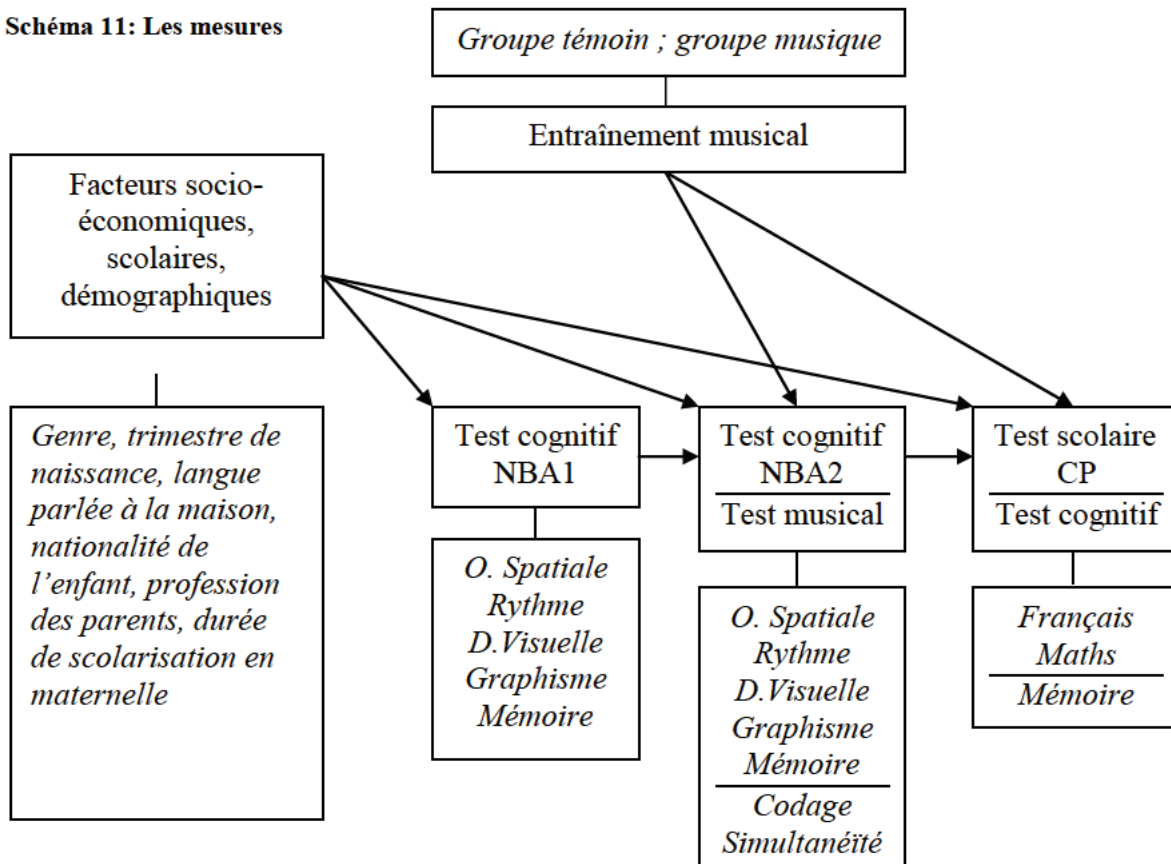 Schéma 11: Les mesures
Groupe témoin ; groupe musique
Entraînement musical
Facteurs socio-
économiques,
scolaires,
démographiques
Genre, trimestre de
naissance, langue
parlée à la maison,
nationalité de
l’enfant, profession
des parents, durée
de scolarisation en
maternelle
Test cognitif
NBA1
O. Spatiale
Rythme
D.Visuelle
Graphisme
Mémoire
Test cognitif
NBA2
Test musical
O. Spatiale
Rythme
D.Visuelle
Graphisme
Mémoire
Codage
Simultanéïté
Test scolaire
CP
Test cognitif
Français
Maths
Mémoire